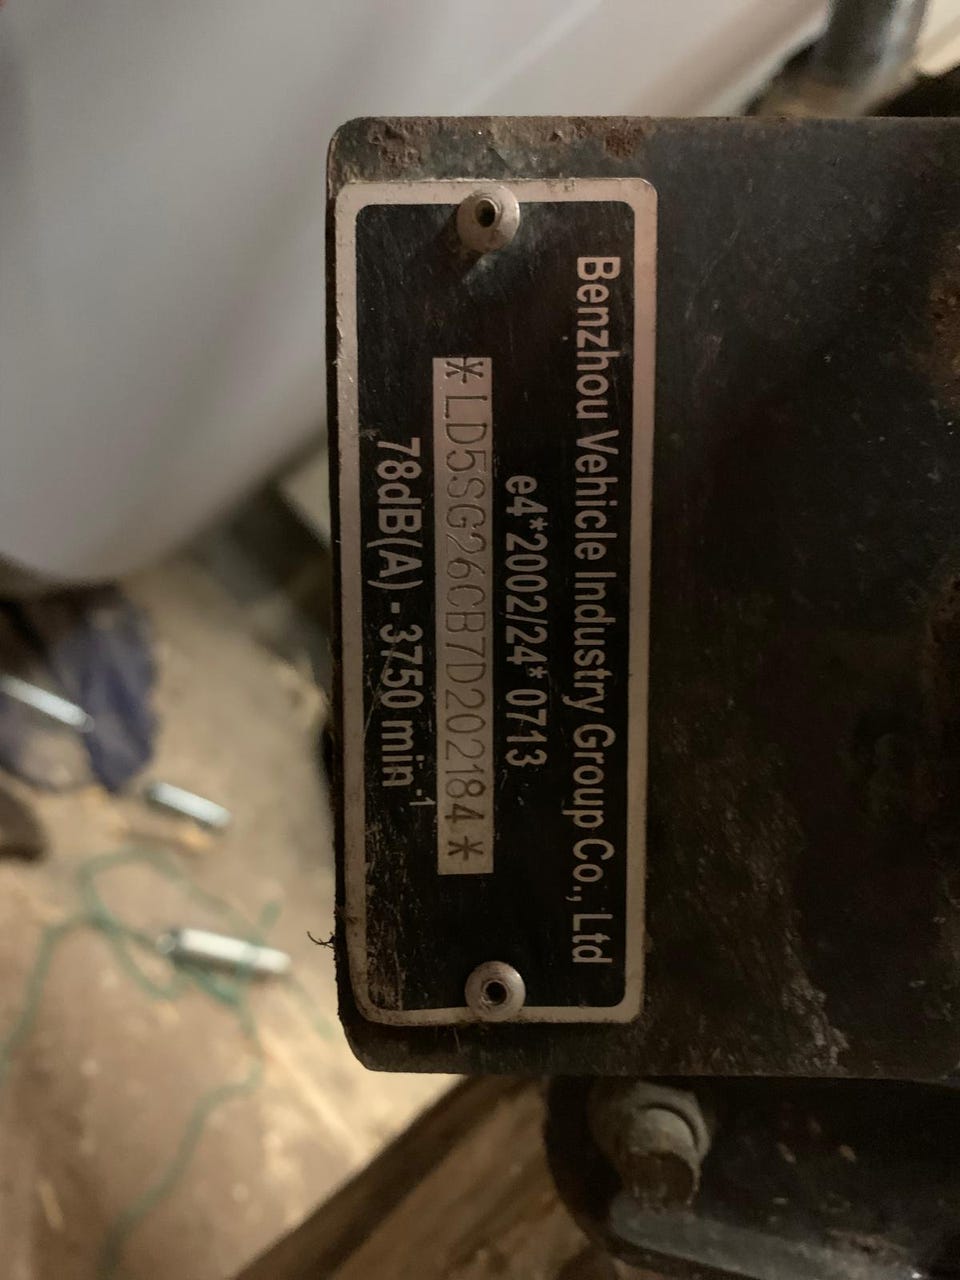 Benzhou Vehicle Industry Group Co., Ltd
e4*2002/24*0713
*LD5SG26CB7D202184*
78dB(A) - 3750 min⁻¹